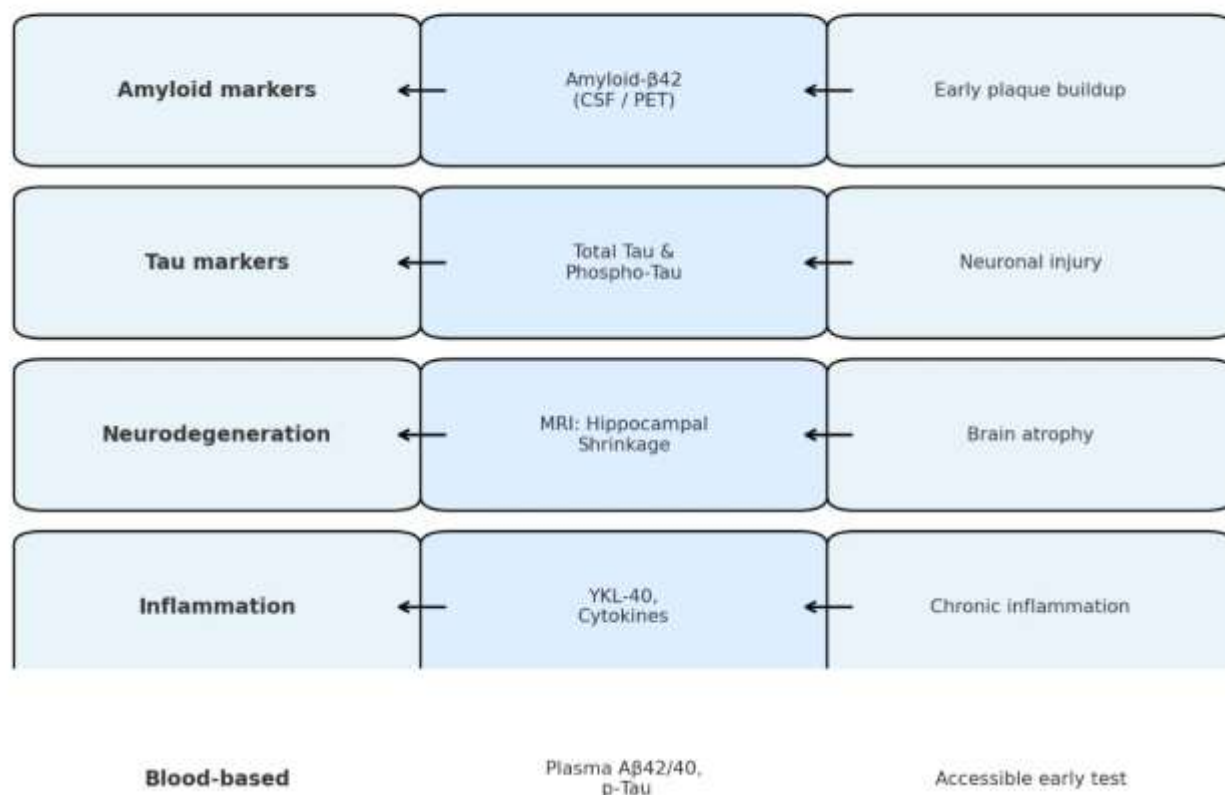 Amyloid markers
Amyloid-β42
(CSF / PET)
Early plaque buildup
Tau markers
Total Tau &
Phospho-Tau
Neuronal injury
Neurodegeneration
MRI: Hippocampal
Shrinkage
Brain atrophy
Inflammation
YKL-40,
Cytokines
Chronic inflammation
Blood-based
Plasma Aβ42/40,
p-Tau
Accessible early test